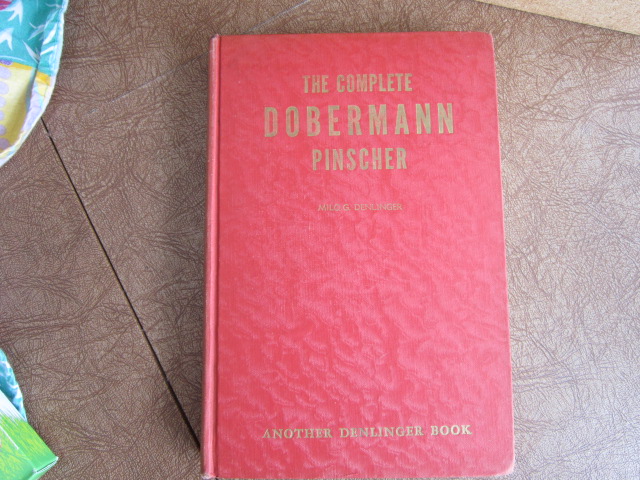 THE COMPLETE
DOBERMANN
PINSCHER
MILO G. DENLINGER
ANOTHER DENLINGER BOOK